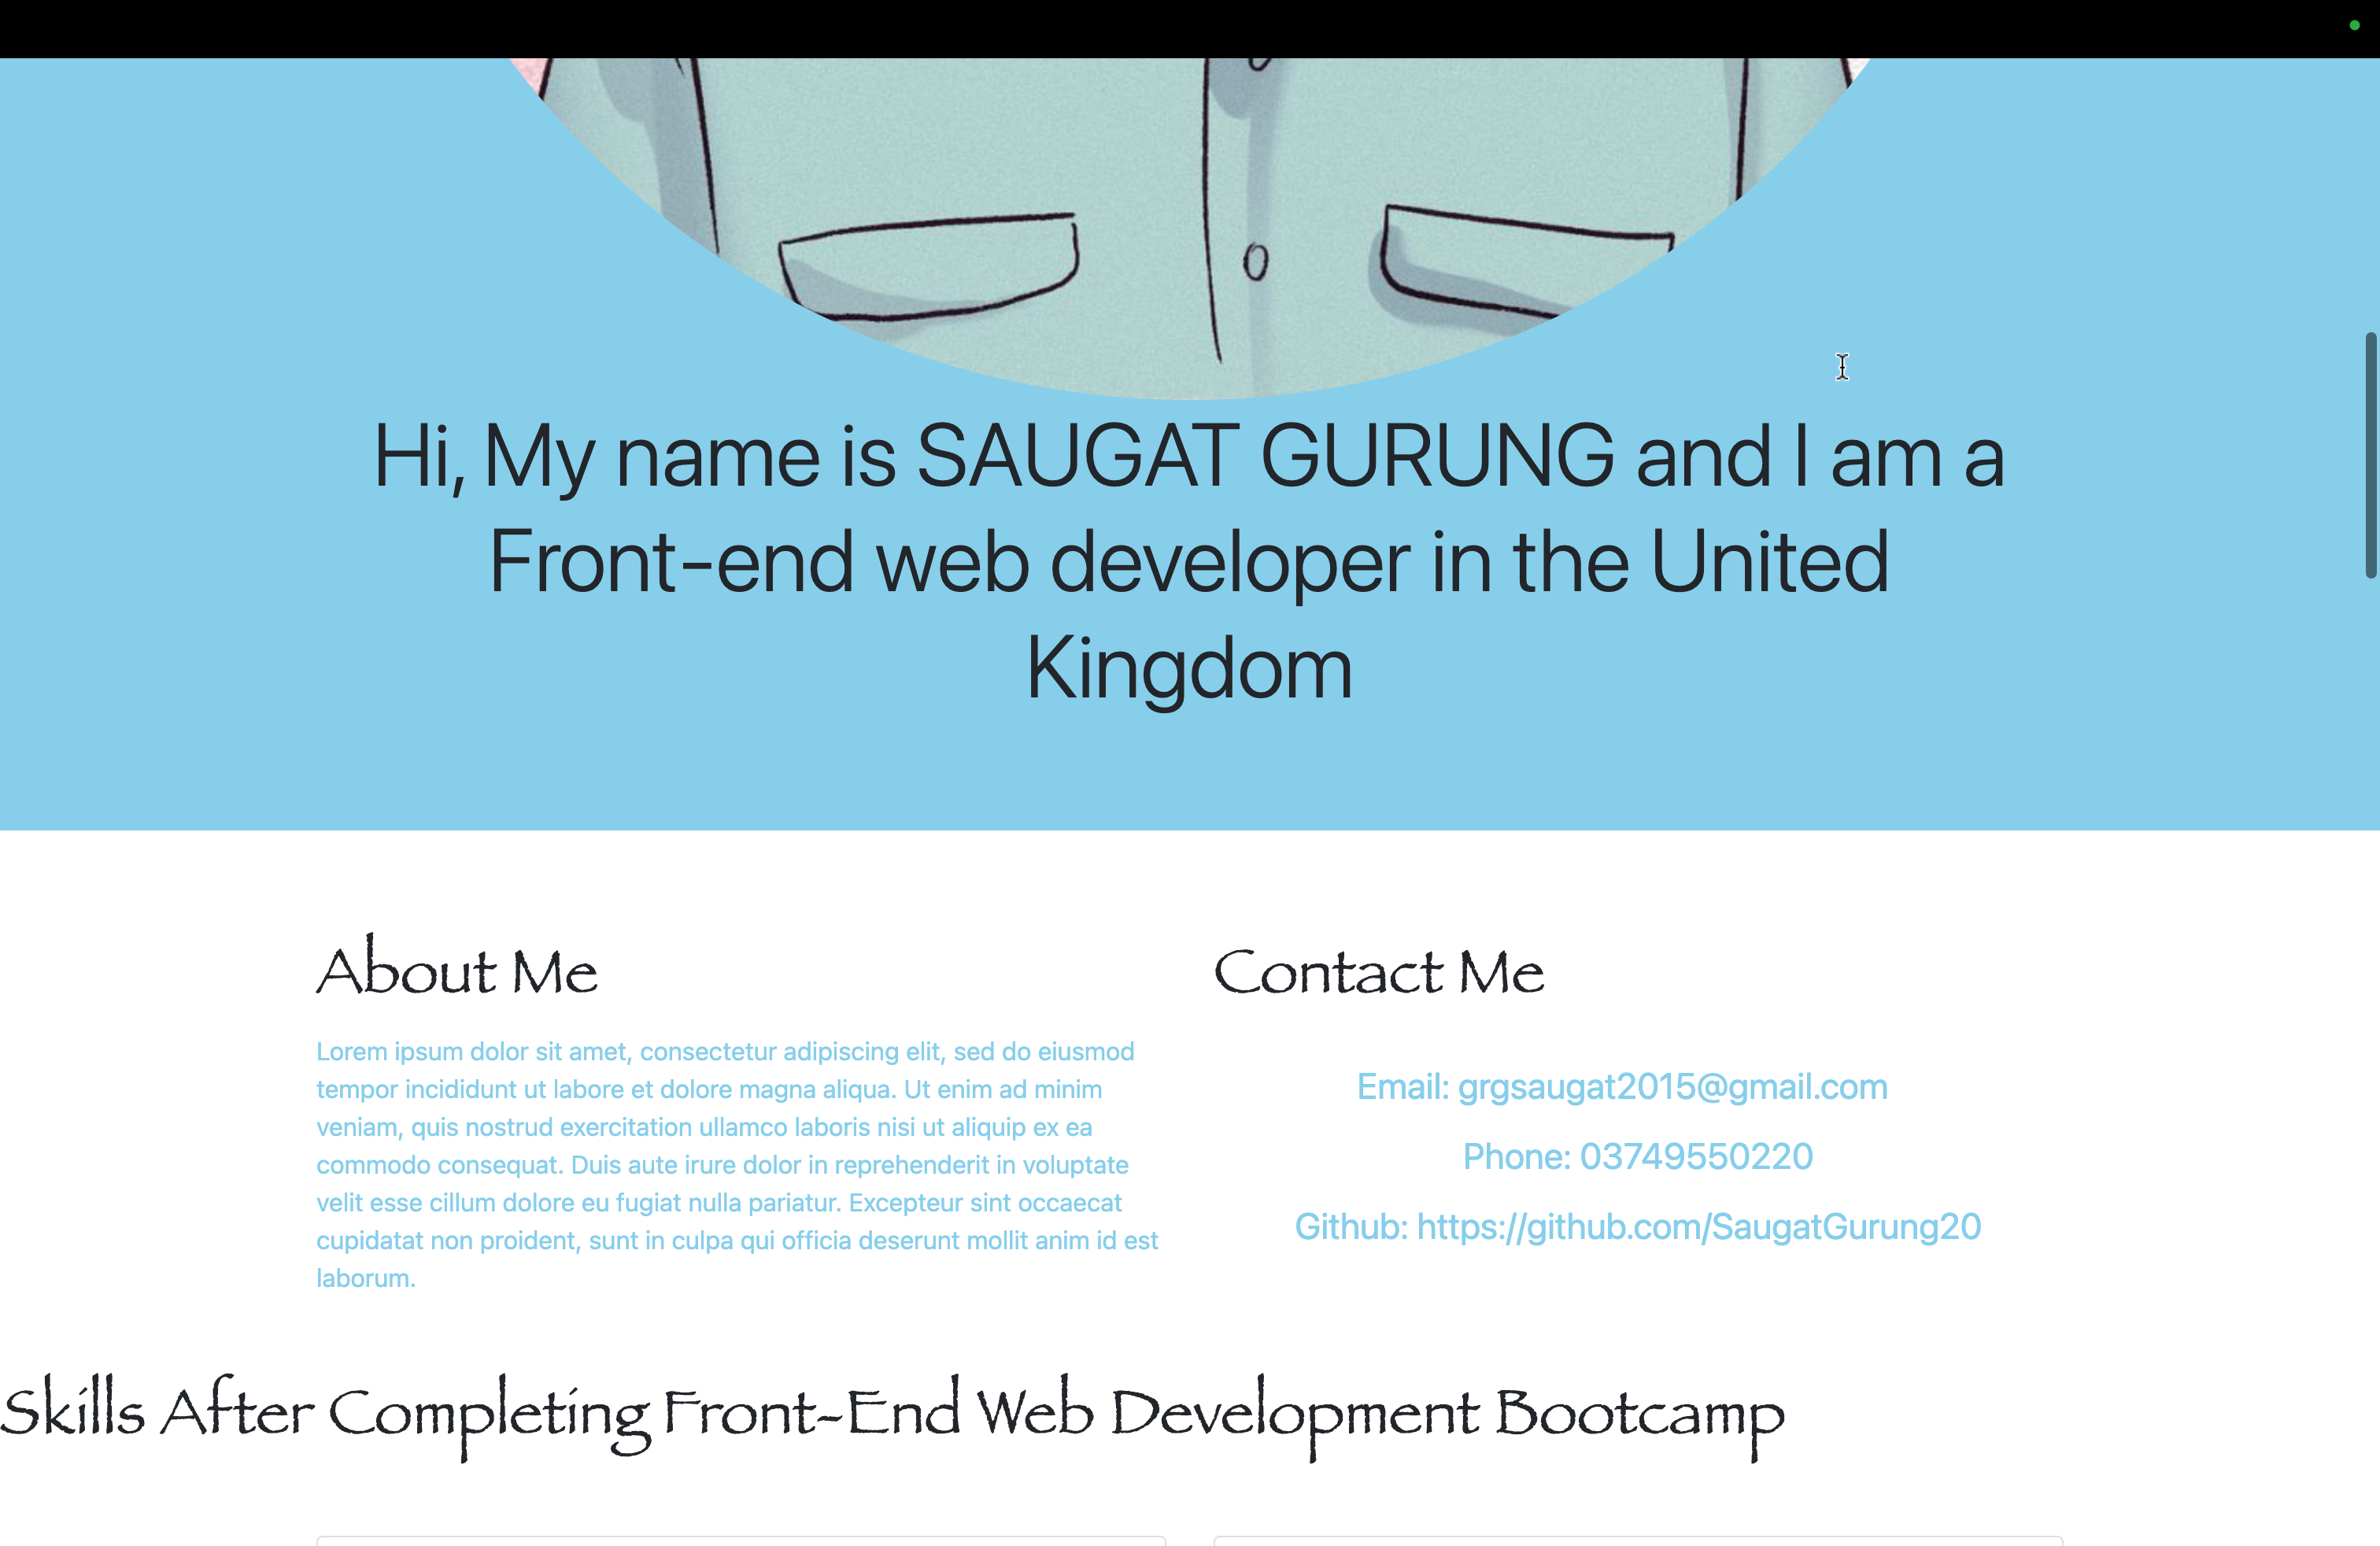 Hi, My name is SAUGAT GURUNG and I am a
Front-end web developer in the United
Kingdom
About Me
Lorem ipsum dolor sit amet, consectetur adipiscing elit, sed do eiusmod
tempor incididunt ut labore et dolore magna aliqua. Ut enim ad minim
veniam, quis nostrud exercitation ullamco laboris nisi ut aliquip ex ea
commodo consequat. Duis aute irure dolor in reprehenderit in voluptate
velit esse cillum dolore eu fugiat nulla pariatur. Excepteur sint occaecat
cupidatat non proident, sunt in culpa qui officia deserunt mollit anim id est
laborum.
Contact Me
Email: grgsaugat2015@gmail.com
Phone: 03749550220
Github: https://github.com/SaugatGurung20
Skills After Completing Front-End Web Development Bootcamp